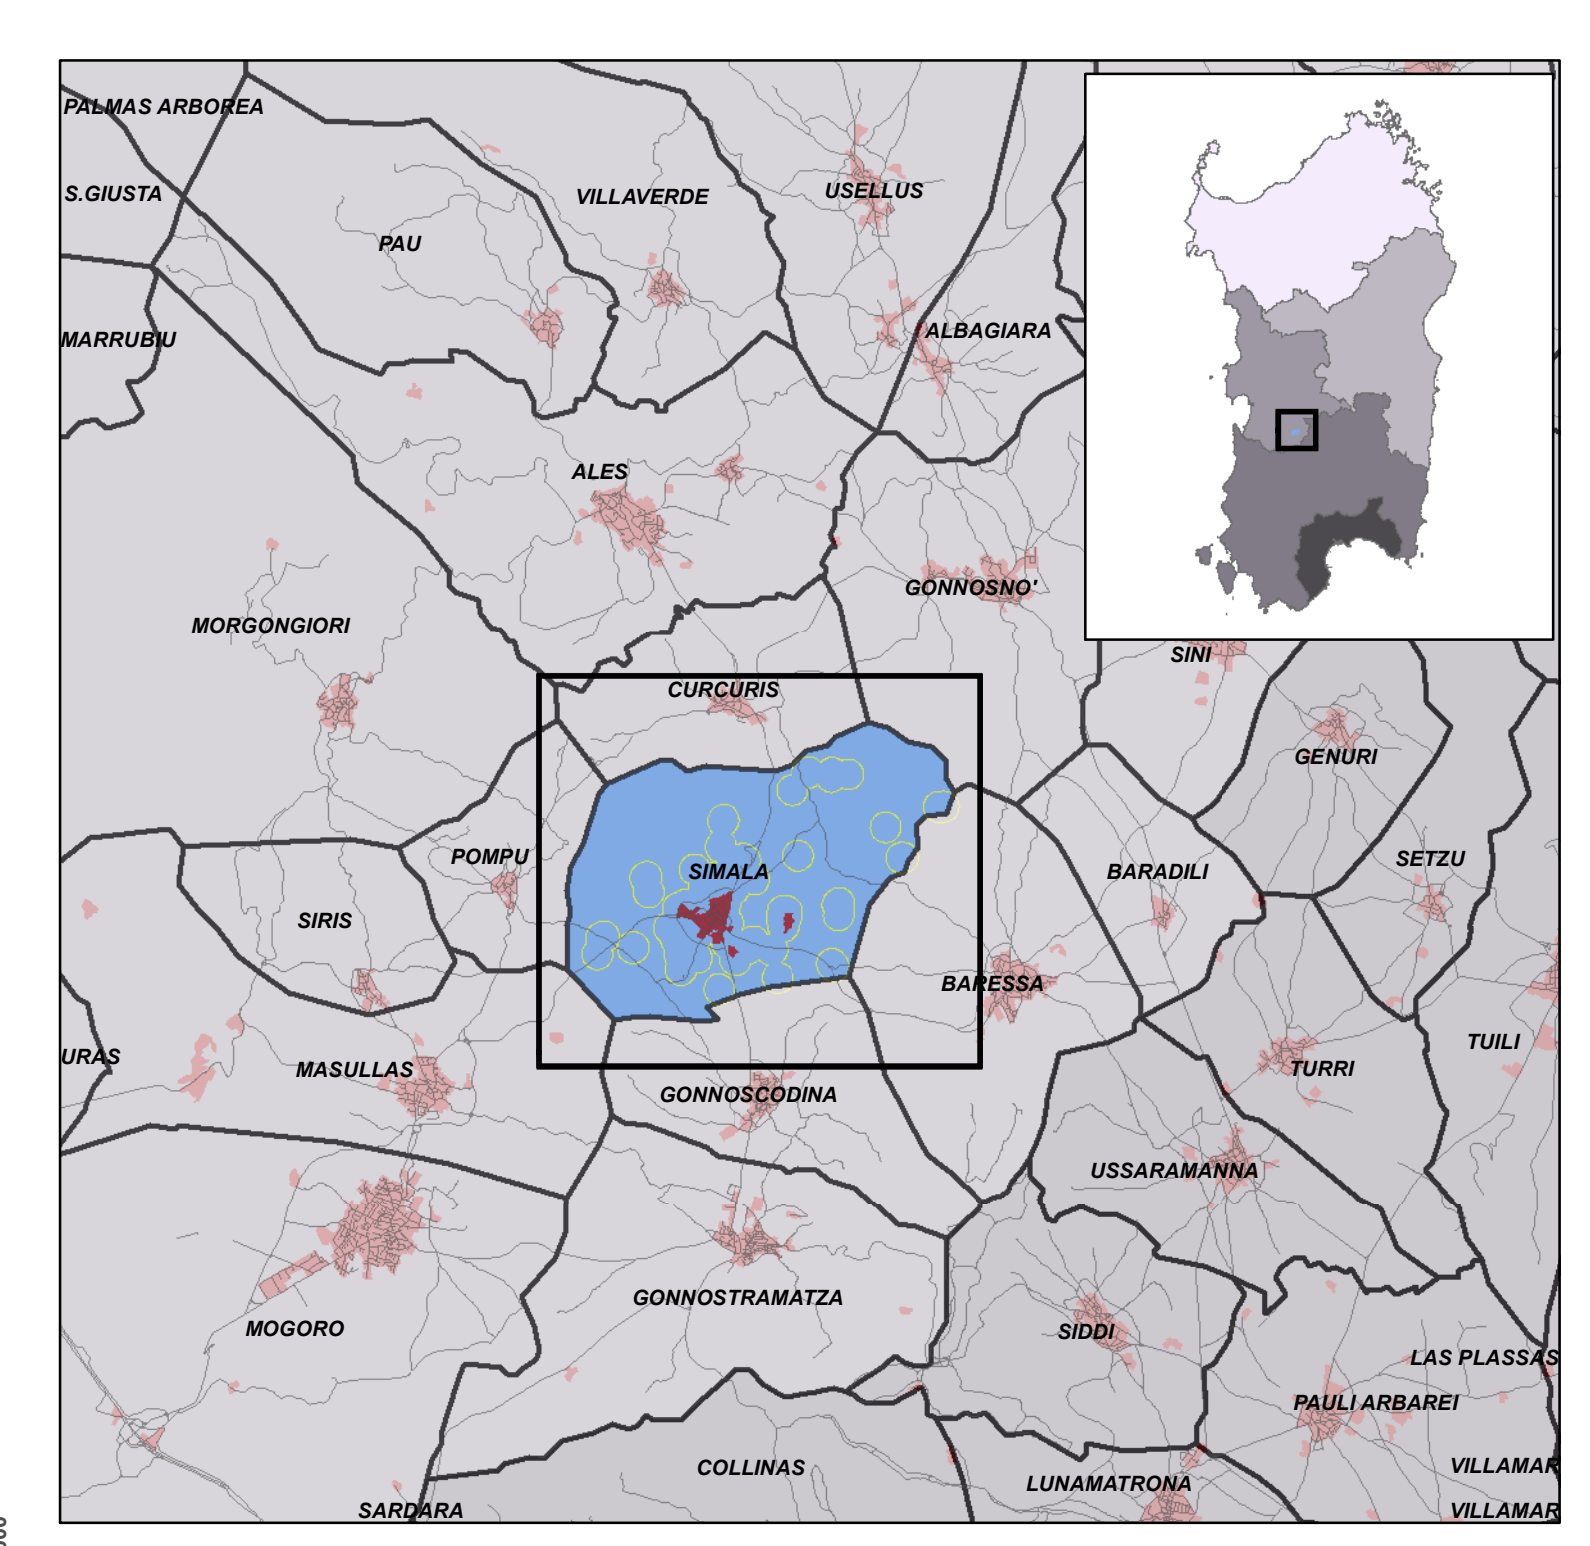 PALMAS ARBOREA
S.GIUSTA
VILLAVERDE
USELLUS
PAU
MARRUBIU
ALBAGIARA
ALES
GONNOSNO'
MORGONGIORI
SINI
CURCURIS
GENURI
POMPU
SIMALA
BARADILI
SETZU
SIRIS
BARESSA
URAS
MASULLAS
TURRI
TUILI
GONNOSCODINA
USSARAMANNA
GONNOSTRAMATZA
MOGORO
SIDDI
LAS PLASSAS
PAULI ARBAREI
COLLINAS
LUNAMATRONA
VILLAMAR
SARDARA
VILLAMAR